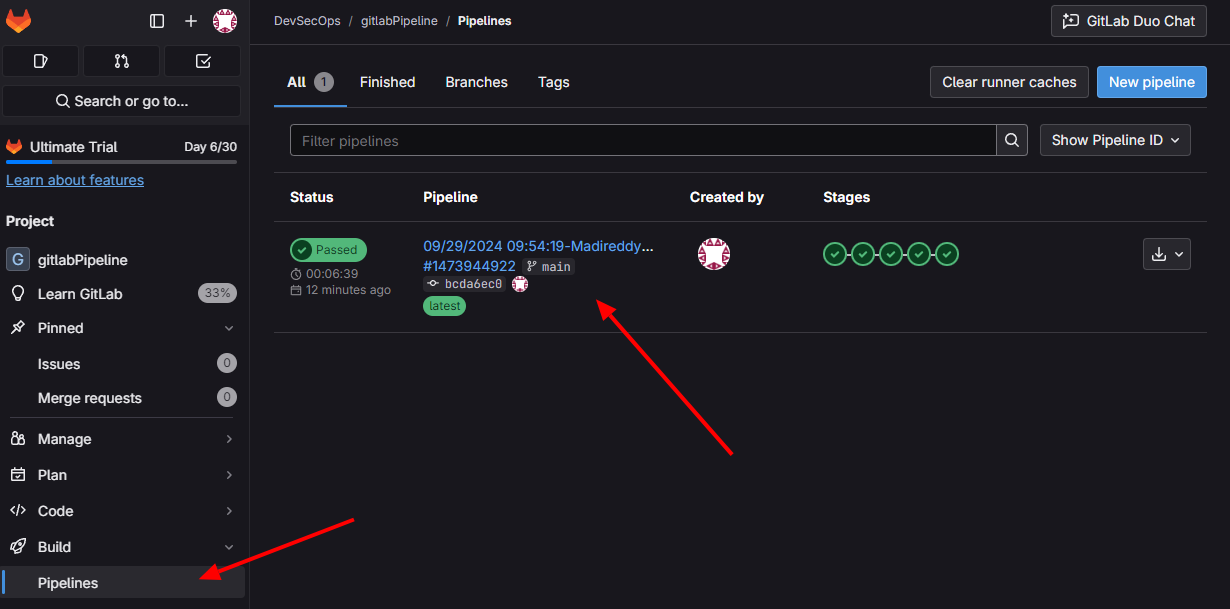 DevSecOps / gitlabPipeline / Pipelines
GitLab Duo Chat
Search or go to...
Ultimate Trial Day 6/30
Learn about features
Project
G gitlabPipeline
Learn GitLab 33%
Pinned
Issues 0
Merge requests 0
Manage
Plan
Code
Build
Pipelines
All 1 Finished Branches Tags
Clear runner caches New pipeline
Filter pipelines
Show Pipeline ID
Status Pipeline Created by Stages
Passed
00:06:39
12 minutes ago
09/29/2024 09:54:19-Madireddy...
#1473944922 main
bcda6ec0
latest